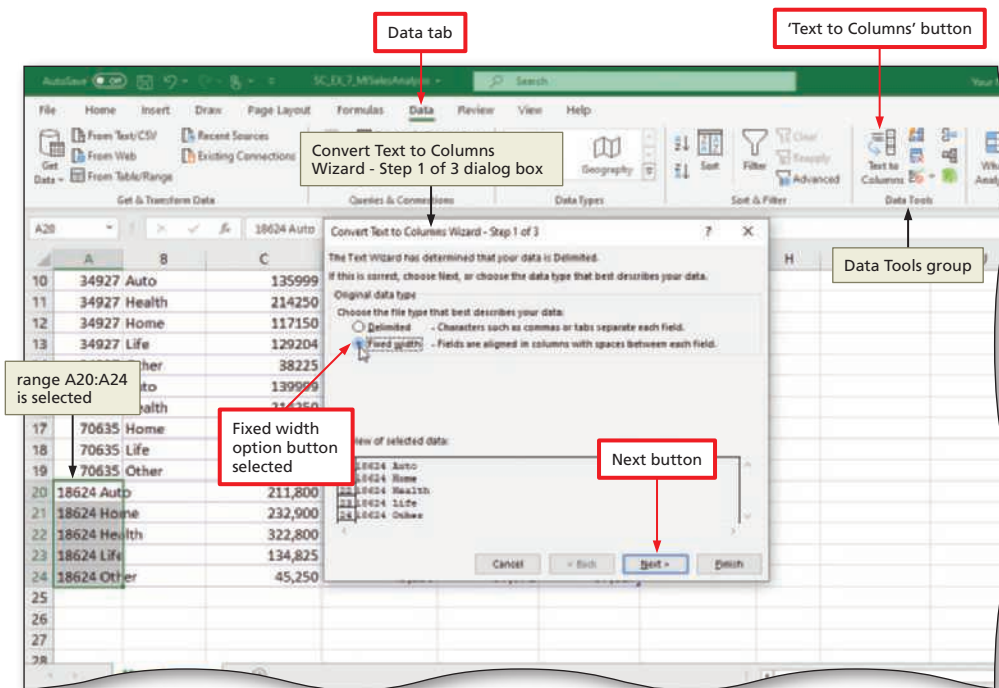 Data tab
'Text to Columns' button
AutoSave Off
SC_EX_7_MISalesAnalysis
Search
File Home Insert Draw Page Layout Formulas Data Review View Help
Get Data
From Text/CSV
From Web
From Table/Range
Recent Sources
Existing Connections
Get & Transform Data
Convert Text to Columns
Wizard - Step 1 of 3 dialog box
Queries & Connections
Geography
Data Types
Sort
Filter
Clear
Reapply
Advanced
Sort & Filter
Text to
Columns
Data Tools
Data Tools group
A20
18624 Auto
A B C H
10 34927 Auto 135999
11 34927 Health 214250
12 34927 Home 117150
13 34927 Life 129204
38225
139999
17 70635 Home
18 70635 Life
19 70635 Other
20 18624 Auto 211,800
21 18624 Home 232,900
22 18624 Health 322,800
23 18624 Life 134,825
24 18624 Other 45,250
25
26
27
28
range A20:A24
is selected
Fixed width
option button
selected
Convert Text to Columns Wizard - Step 1 of 3 ? ×
The Text Wizard has determined that your data is Delimited.
If this is correct, choose Next, or choose the data type that best describes your data.
Original data type
Choose the file type that best describes your data:
Delimited - Characters such as commas or tabs separate each field.
Fixed width - Fields are aligned in columns with spaces between each field.
of selected data:
Next button
18624 Auto
18624 Home
22 18624 Health
23 18624 Life
24 18624 Other
Cancel < Back Next > Finish